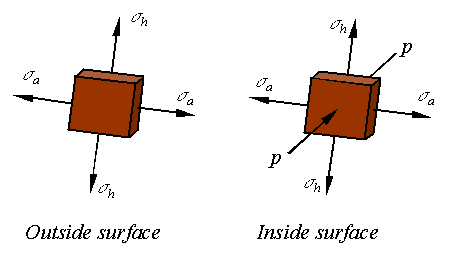 σh
σh
p
σa
σa
σa
σa
p
σh
σh
Outside surface
Inside surface